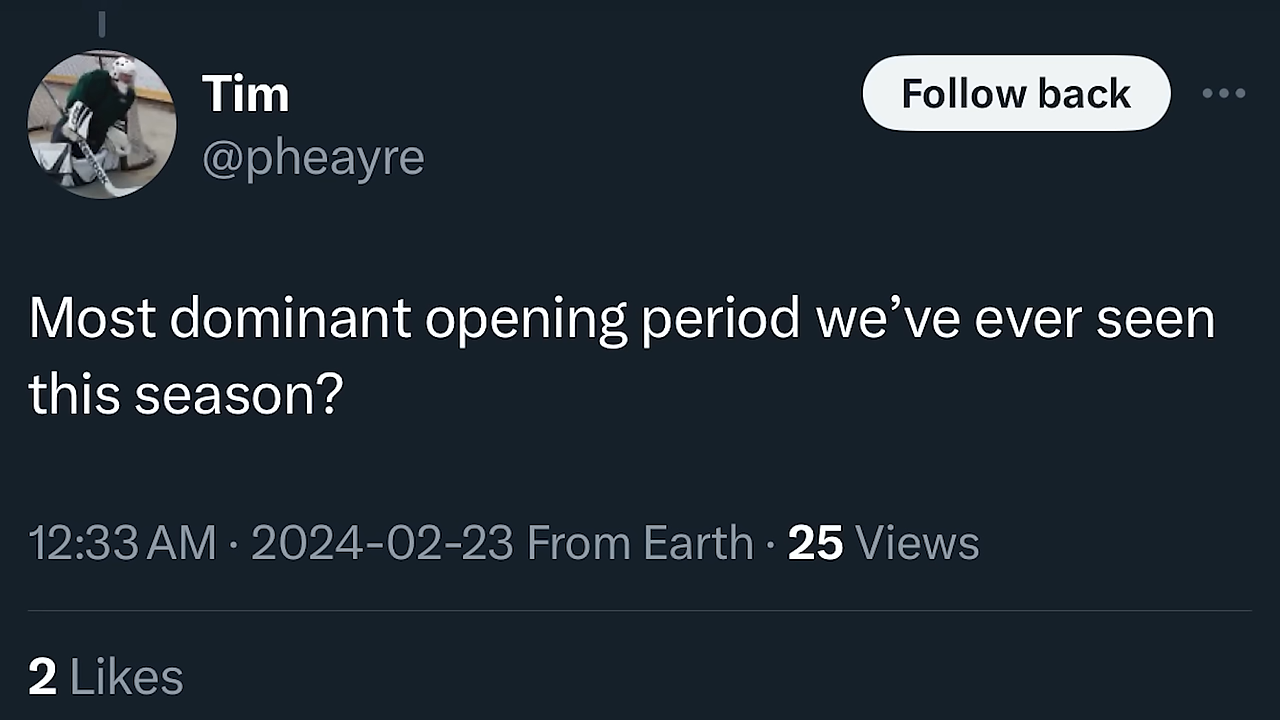 Tim
Follow back
@pheayre
Most dominant opening period we’ve ever seen
this season?
12:33 AM · 2024-02-23 From Earth · 25 Views
2 Likes